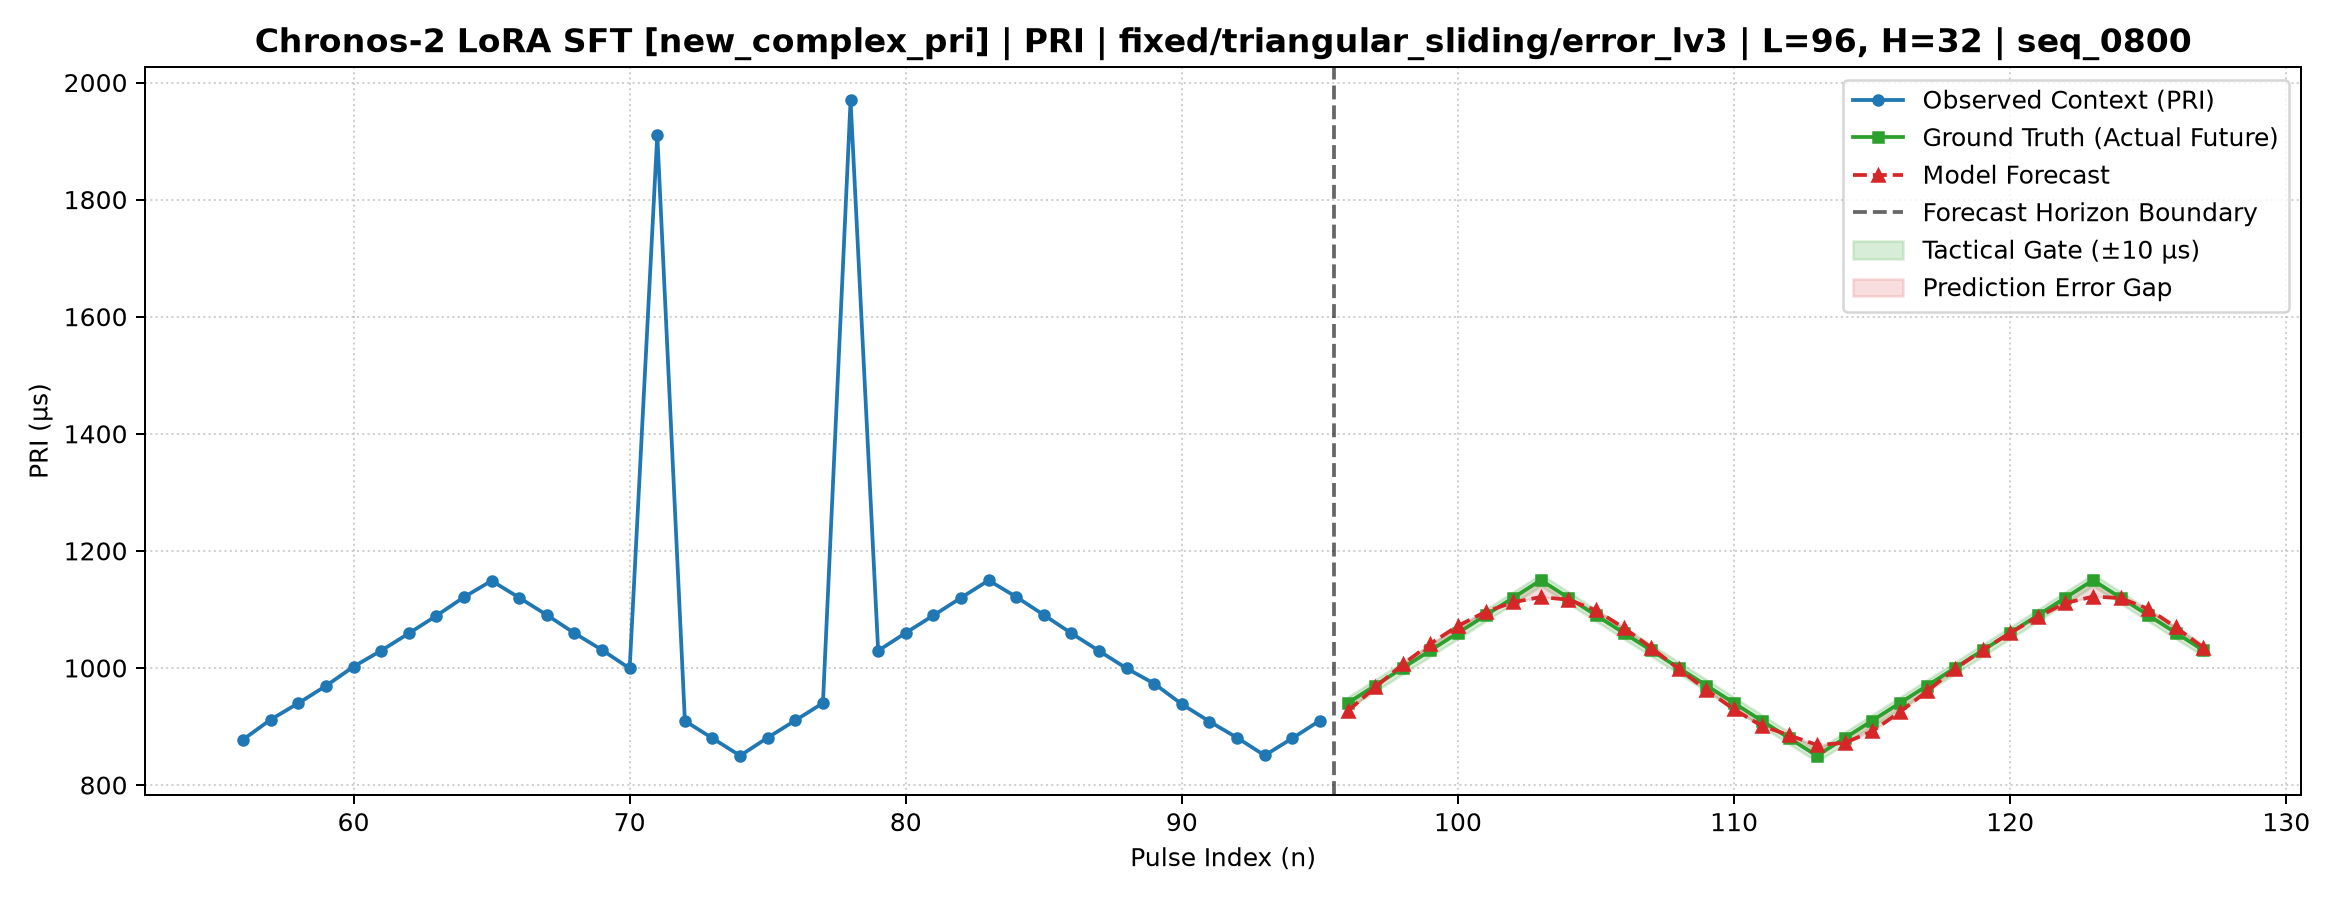 Chronos-2 LoRA SFT [new_complex_pri] | PRI | fixed/triangular_sliding/error_lv3 | L=96, H=32 | seq_0800
Observed Context (PRI)
Ground Truth (Actual Future)
Model Forecast
Forecast Horizon Boundary
Tactical Gate (±10 µs)
Prediction Error Gap
PRI (µs)
2000
1800
1600
1400
1200
1000
800
60 70 80 90 100 110 120 130
Pulse Index (n)